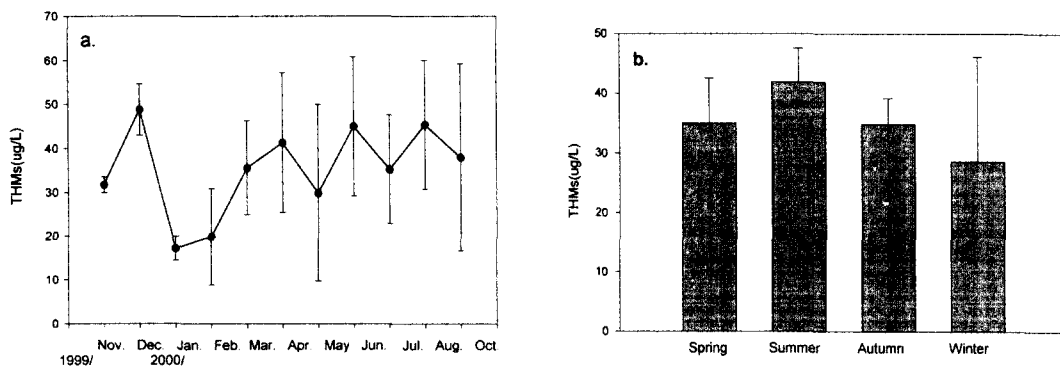 a.
70
60
50
40
30
20
10
0
THMs(ug/L)
Nov. Dec. Jan. Feb. Mar. Apr. May Jun. Jul. Aug. Oct.
1999/ 2000/
b.
50
40
30
20
10
0
THMs(ug/L)
Spring Summer Autumn Winter